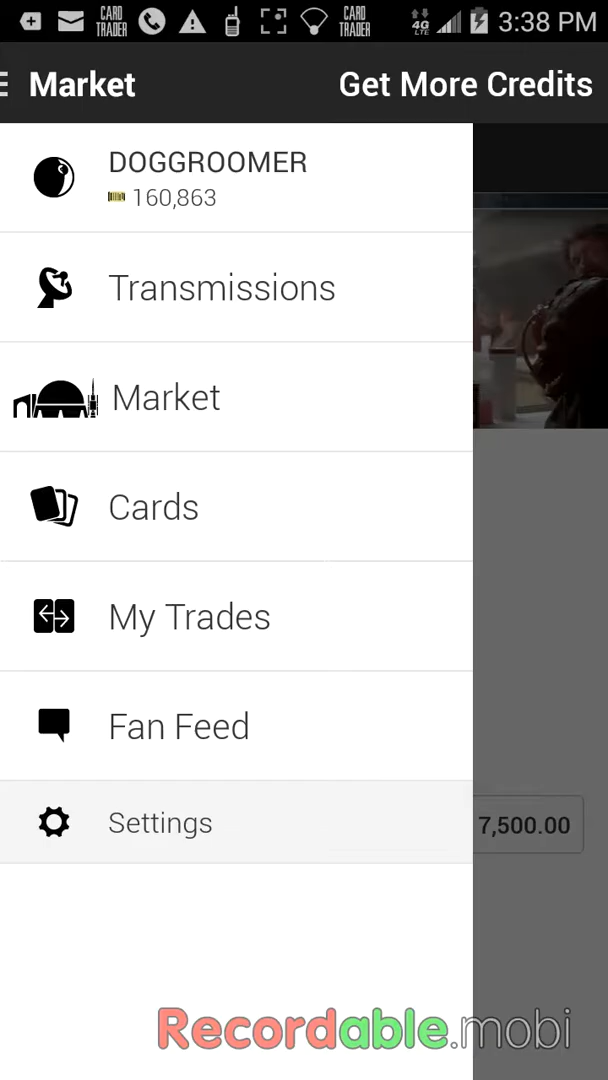 CARD TRADER
CARD TRADER
4G LTE
3:38 PM
Market
Get More Credits
DOGGROOMER
160,863
Transmissions
Market
Cards
My Trades
Fan Feed
Settings
7,500.00
Recordable.mobi